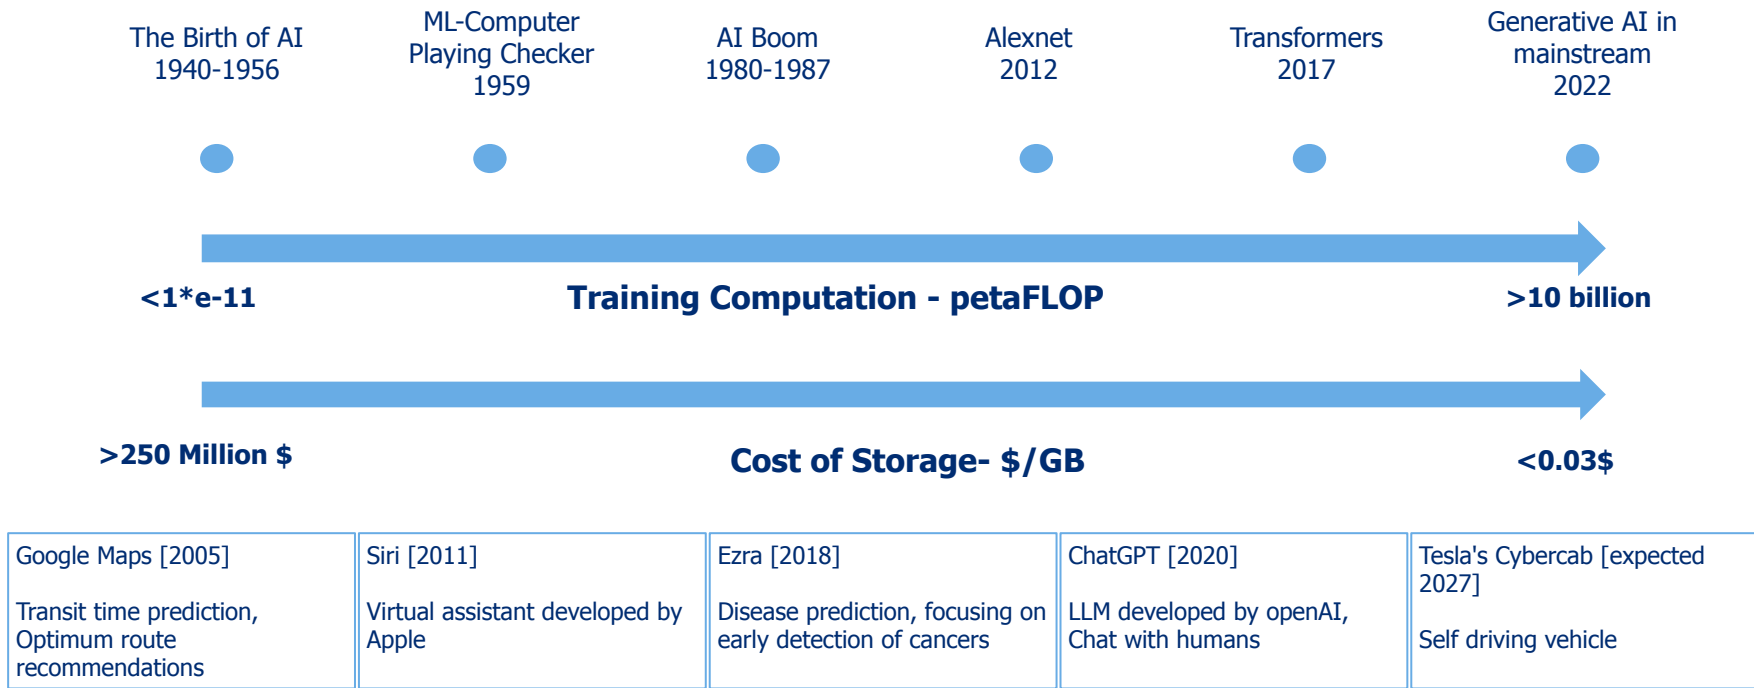 The Birth of AI
1940-1956
ML-Computer
Playing Checker
1959
AI Boom
1980-1987
Alexnet
2012
Transformers
2017
Generative AI in
mainstream
2022
<1*e-11
Training Computation - petaFLOP
>10 billion
>250 Million $
Cost of Storage- $/GB
<0.03$
Google Maps [2005]
Transit time prediction,
Optimum route
recommendations
Siri [2011]
Virtual assistant developed by
Apple
Ezra [2018]
Disease prediction, focusing on
early detection of cancers
ChatGPT [2020]
LLM developed by openAI,
Chat with humans
Tesla's Cybercab [expected
2027]
Self driving vehicle